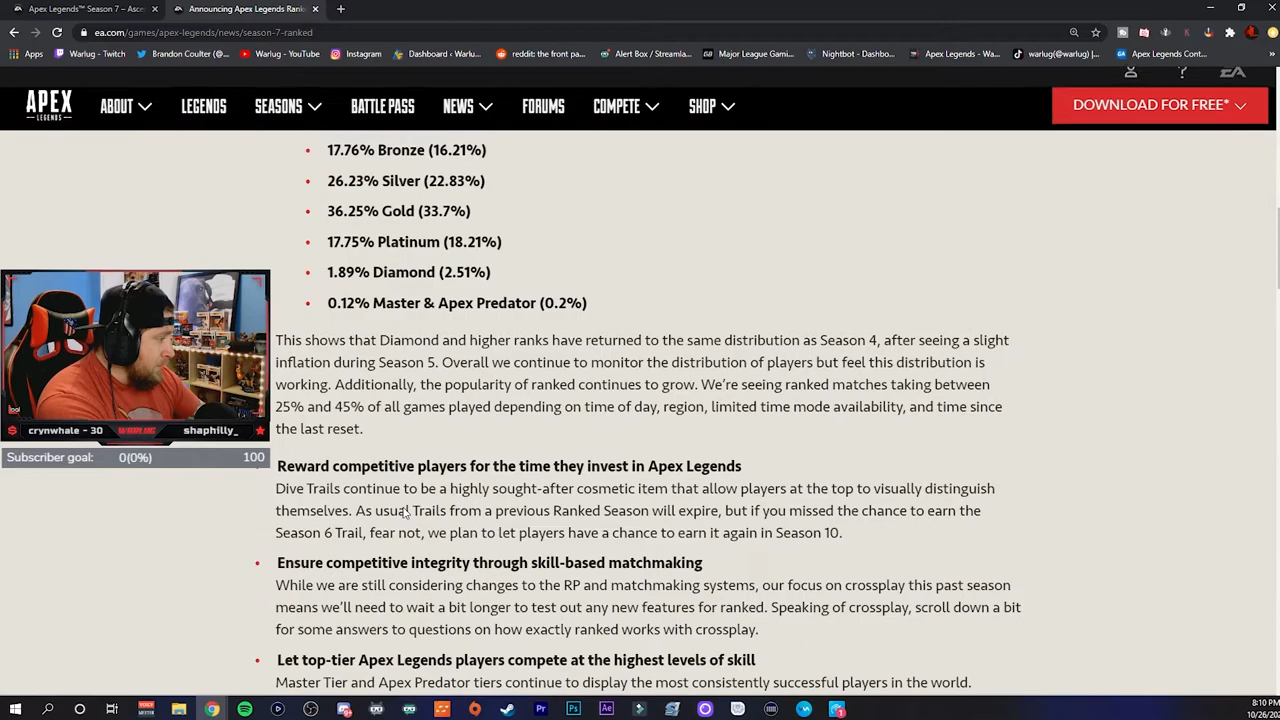 Apex Legends™ Season 7 – Ascen
Announcing Apex Legends Ranke
ea.com/games/apex-legends/news/season-7-ranked
Apps
Warlug - Twitch
Brandon Coulter (@...
Warlug - YouTube
Instagram
Dashboard ‹ Warlu...
reddit: the front pa...
Alert Box / Streamla...
Major League Gami...
Nightbot - Dashbo...
Apex Legends - Wa...
warlug(@warlug) T...
Apex Legends Cont...
APEX
LEGENDS
ABOUT
LEGENDS
SEASONS
BATTLE PASS
NEWS
FORUMS
COMPETE
SHOP
DOWNLOAD FOR FREE*
• 17.76% Bronze (16.21%)
• 26.23% Silver (22.83%)
• 36.25% Gold (33.7%)
• 17.75% Platinum (18.21%)
• 1.89% Diamond (2.51%)
• 0.12% Master & Apex Predator (0.2%)
This shows that Diamond and higher ranks have returned to the same distribution as Season 4, after seeing a slight
inflation during Season 5. Overall we continue to monitor the distribution of players but feel this distribution is
working. Additionally, the popularity of ranked continues to grow. We're seeing ranked matches taking between
25% and 45% of all games played depending on time of day, region, limited time mode availability, and time since
the last reset.
crynwhale - 30
WARLUG
shaphilly_
Subscriber goal: 0(0%) 100
Reward competitive players for the time they invest in Apex Legends
Dive Trails continue to be a highly sought-after cosmetic item that allow players at the top to visually distinguish
themselves. As usual Trails from a previous Ranked Season will expire, but if you missed the chance to earn the
Season 6 Trail, fear not, we plan to let players have a chance to earn it again in Season 10.
• Ensure competitive integrity through skill-based matchmaking
While we are still considering changes to the RP and matchmaking systems, our focus on crossplay this past season
means we'll need to wait a bit longer to test out any new features for ranked. Speaking of crossplay, scroll down a bit
for some answers to questions on how exactly ranked works with crossplay.
• Let top-tier Apex Legends players compete at the highest levels of skill
Master Tier and Apex Predator tiers continue to display the most consistently successful players in the world.
8:10 PM
10/26/20